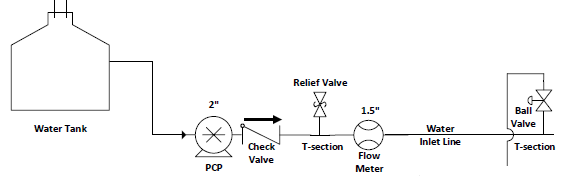 Relief Valve
2"
1.5"
Ball
Valve
Water Tank
Water
Inlet Line
Check
Valve
T-section
Flow
Meter
T-section
PCP